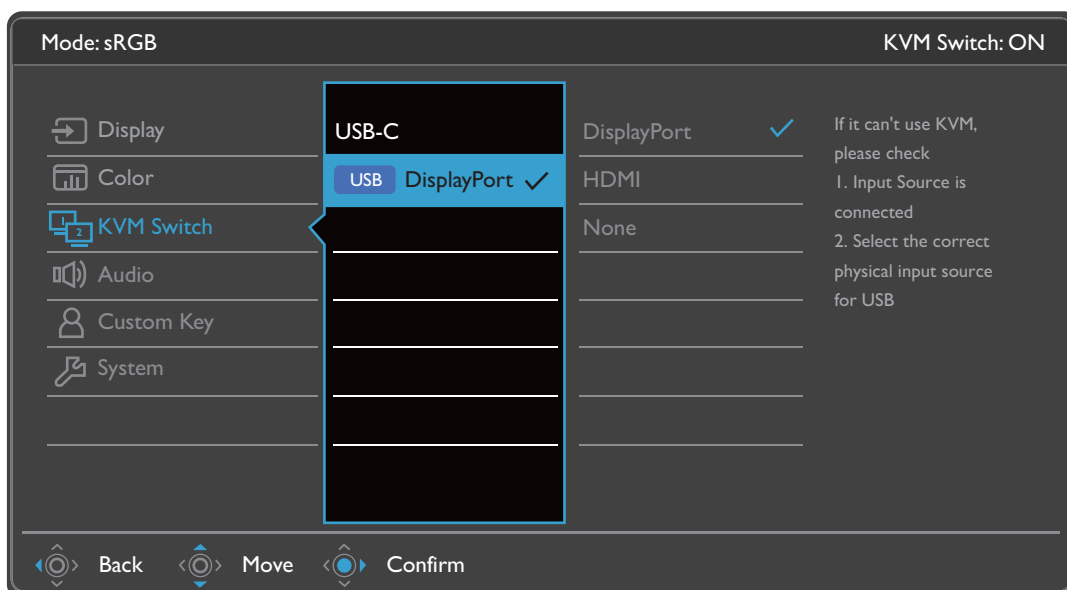 Mode: sRGB
KVM Switch: ON
Display
Color
1
2
KVM Switch
Audio
Custom Key
System
USB-C
USB DisplayPort
DisplayPort
HDMI
None
If it can't use KVM,
please check
1. Input Source is
connected
2. Select the correct
physical input source
for USB
Back
Move
Confirm